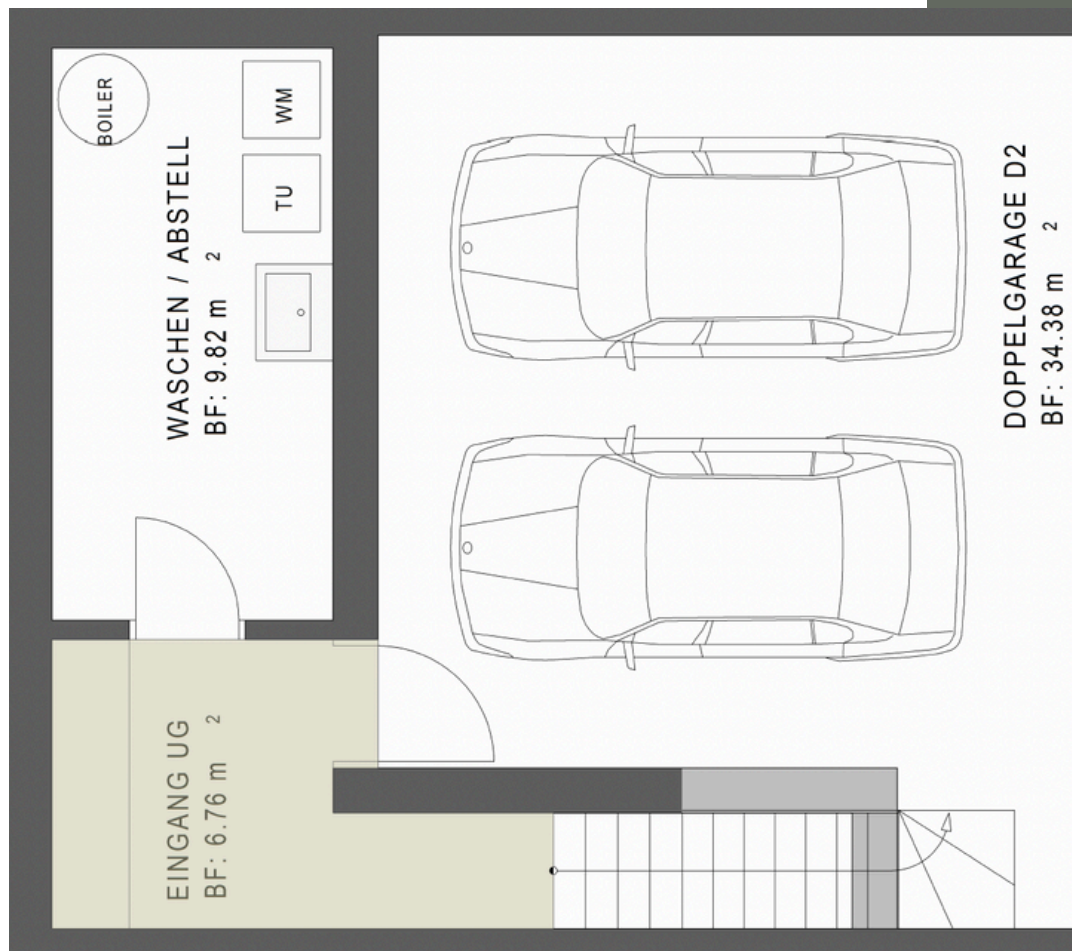 BOILER
WM
TU
WASCHEN / ABSTELL
BF: 9.82 m 2
DOPPELGARAGE D2
BF: 34.38 m 2
EINGANG UG
BF: 6.76 m 2